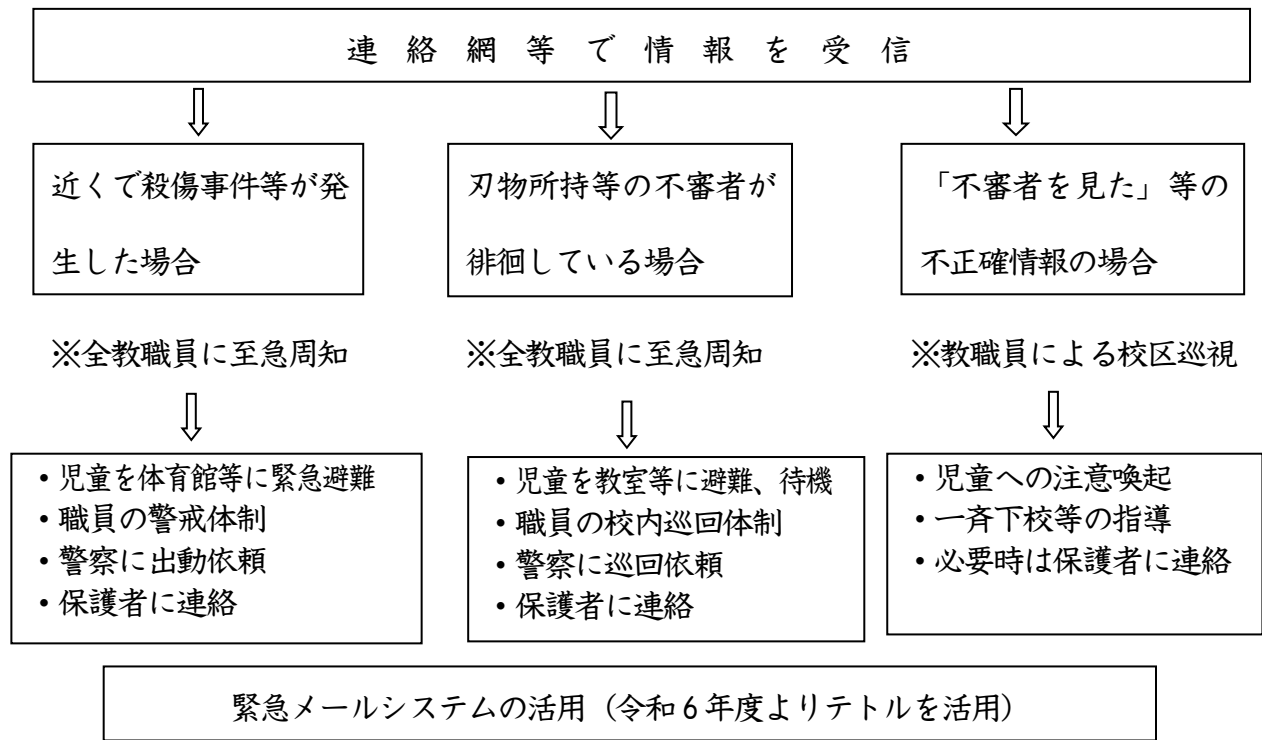 連絡網等で情報を受信
近くで殺傷事件等が発
生した場合
刃物所持等の不審者が
徘徊している場合
「不審者を見た」等の
不正確情報の場合
※全教職員に至急周知
※全教職員に至急周知
※教職員による校区巡視
・児童を体育館等に緊急避難
・職員の警戒体制
・警察に出動依頼
・保護者に連絡
・児童を教室等に避難、待機
・職員の校内巡回体制
・警察に巡回依頼
・保護者に連絡
・児童への注意喚起
・一斉下校等の指導
・必要時は保護者に連絡
緊急メールシステムの活用（令和6年度よりテトルを活用）